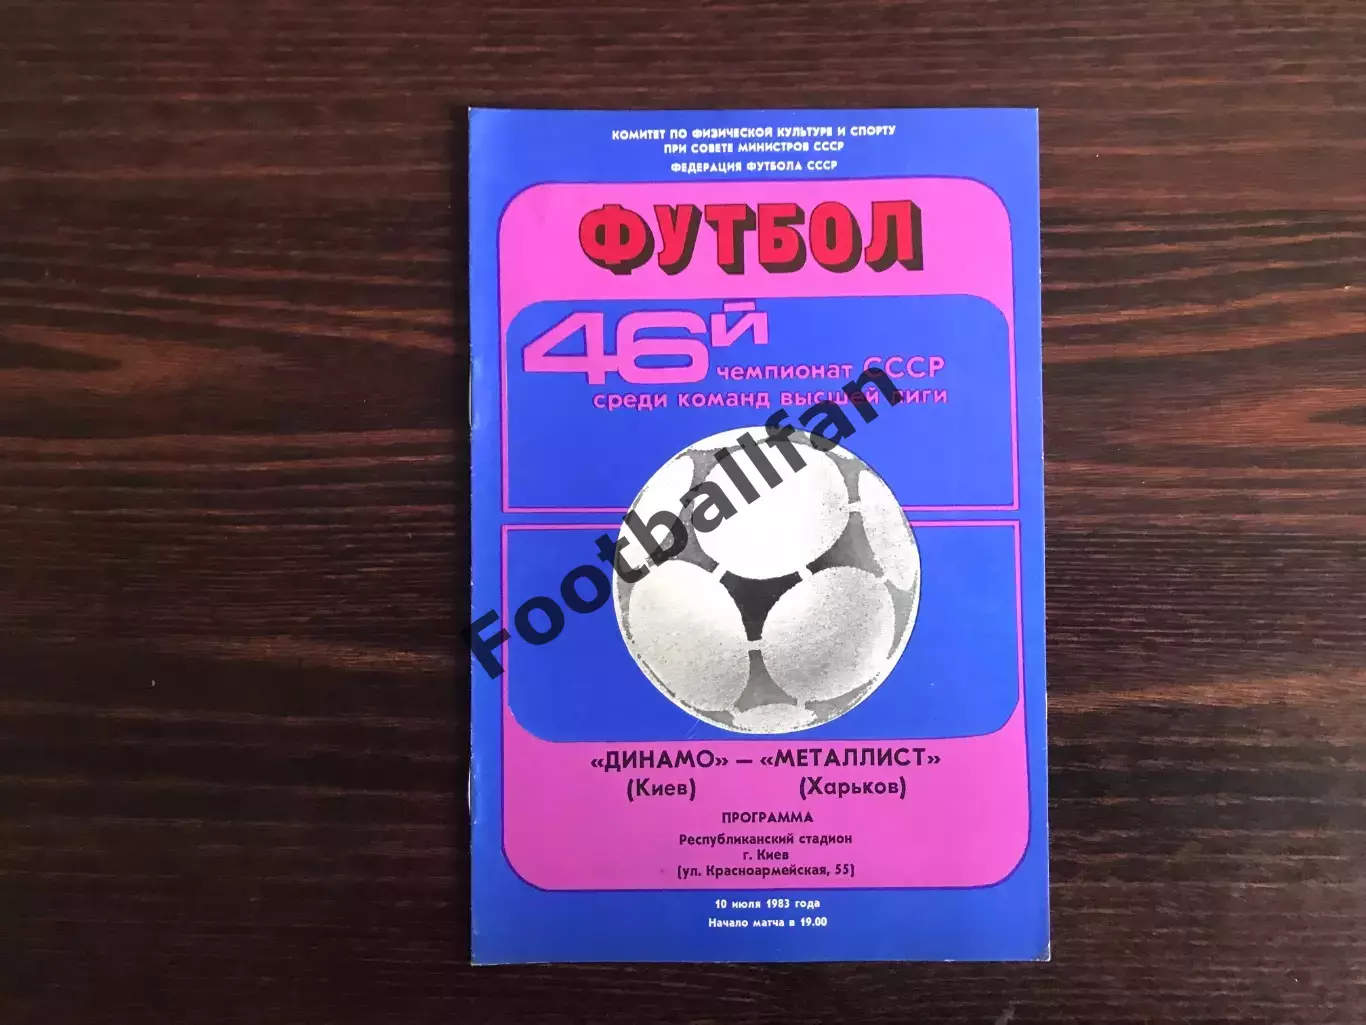 КОМИТЕТ ПО ФИЗИЧЕСКОЙ КУЛЬТУРЕ И СПОРТУ
ПРИ СОВЕТЕ МИНИСТРОВ СССР
ФЕДЕРАЦИЯ ФУТБОЛА СССР
ФУТБОЛ
46й
чемпионат СССР
среди команд высшей лиги
Footballfan
«ДИНАМО» — «МЕТАЛЛИСТ»
(Киев) (Харьков)
ПРОГРАММА
Республиканский стадион
г. Киев
(ул. Красноармейская, 55)
10 июля 1983 года
Начало матча в 19.00